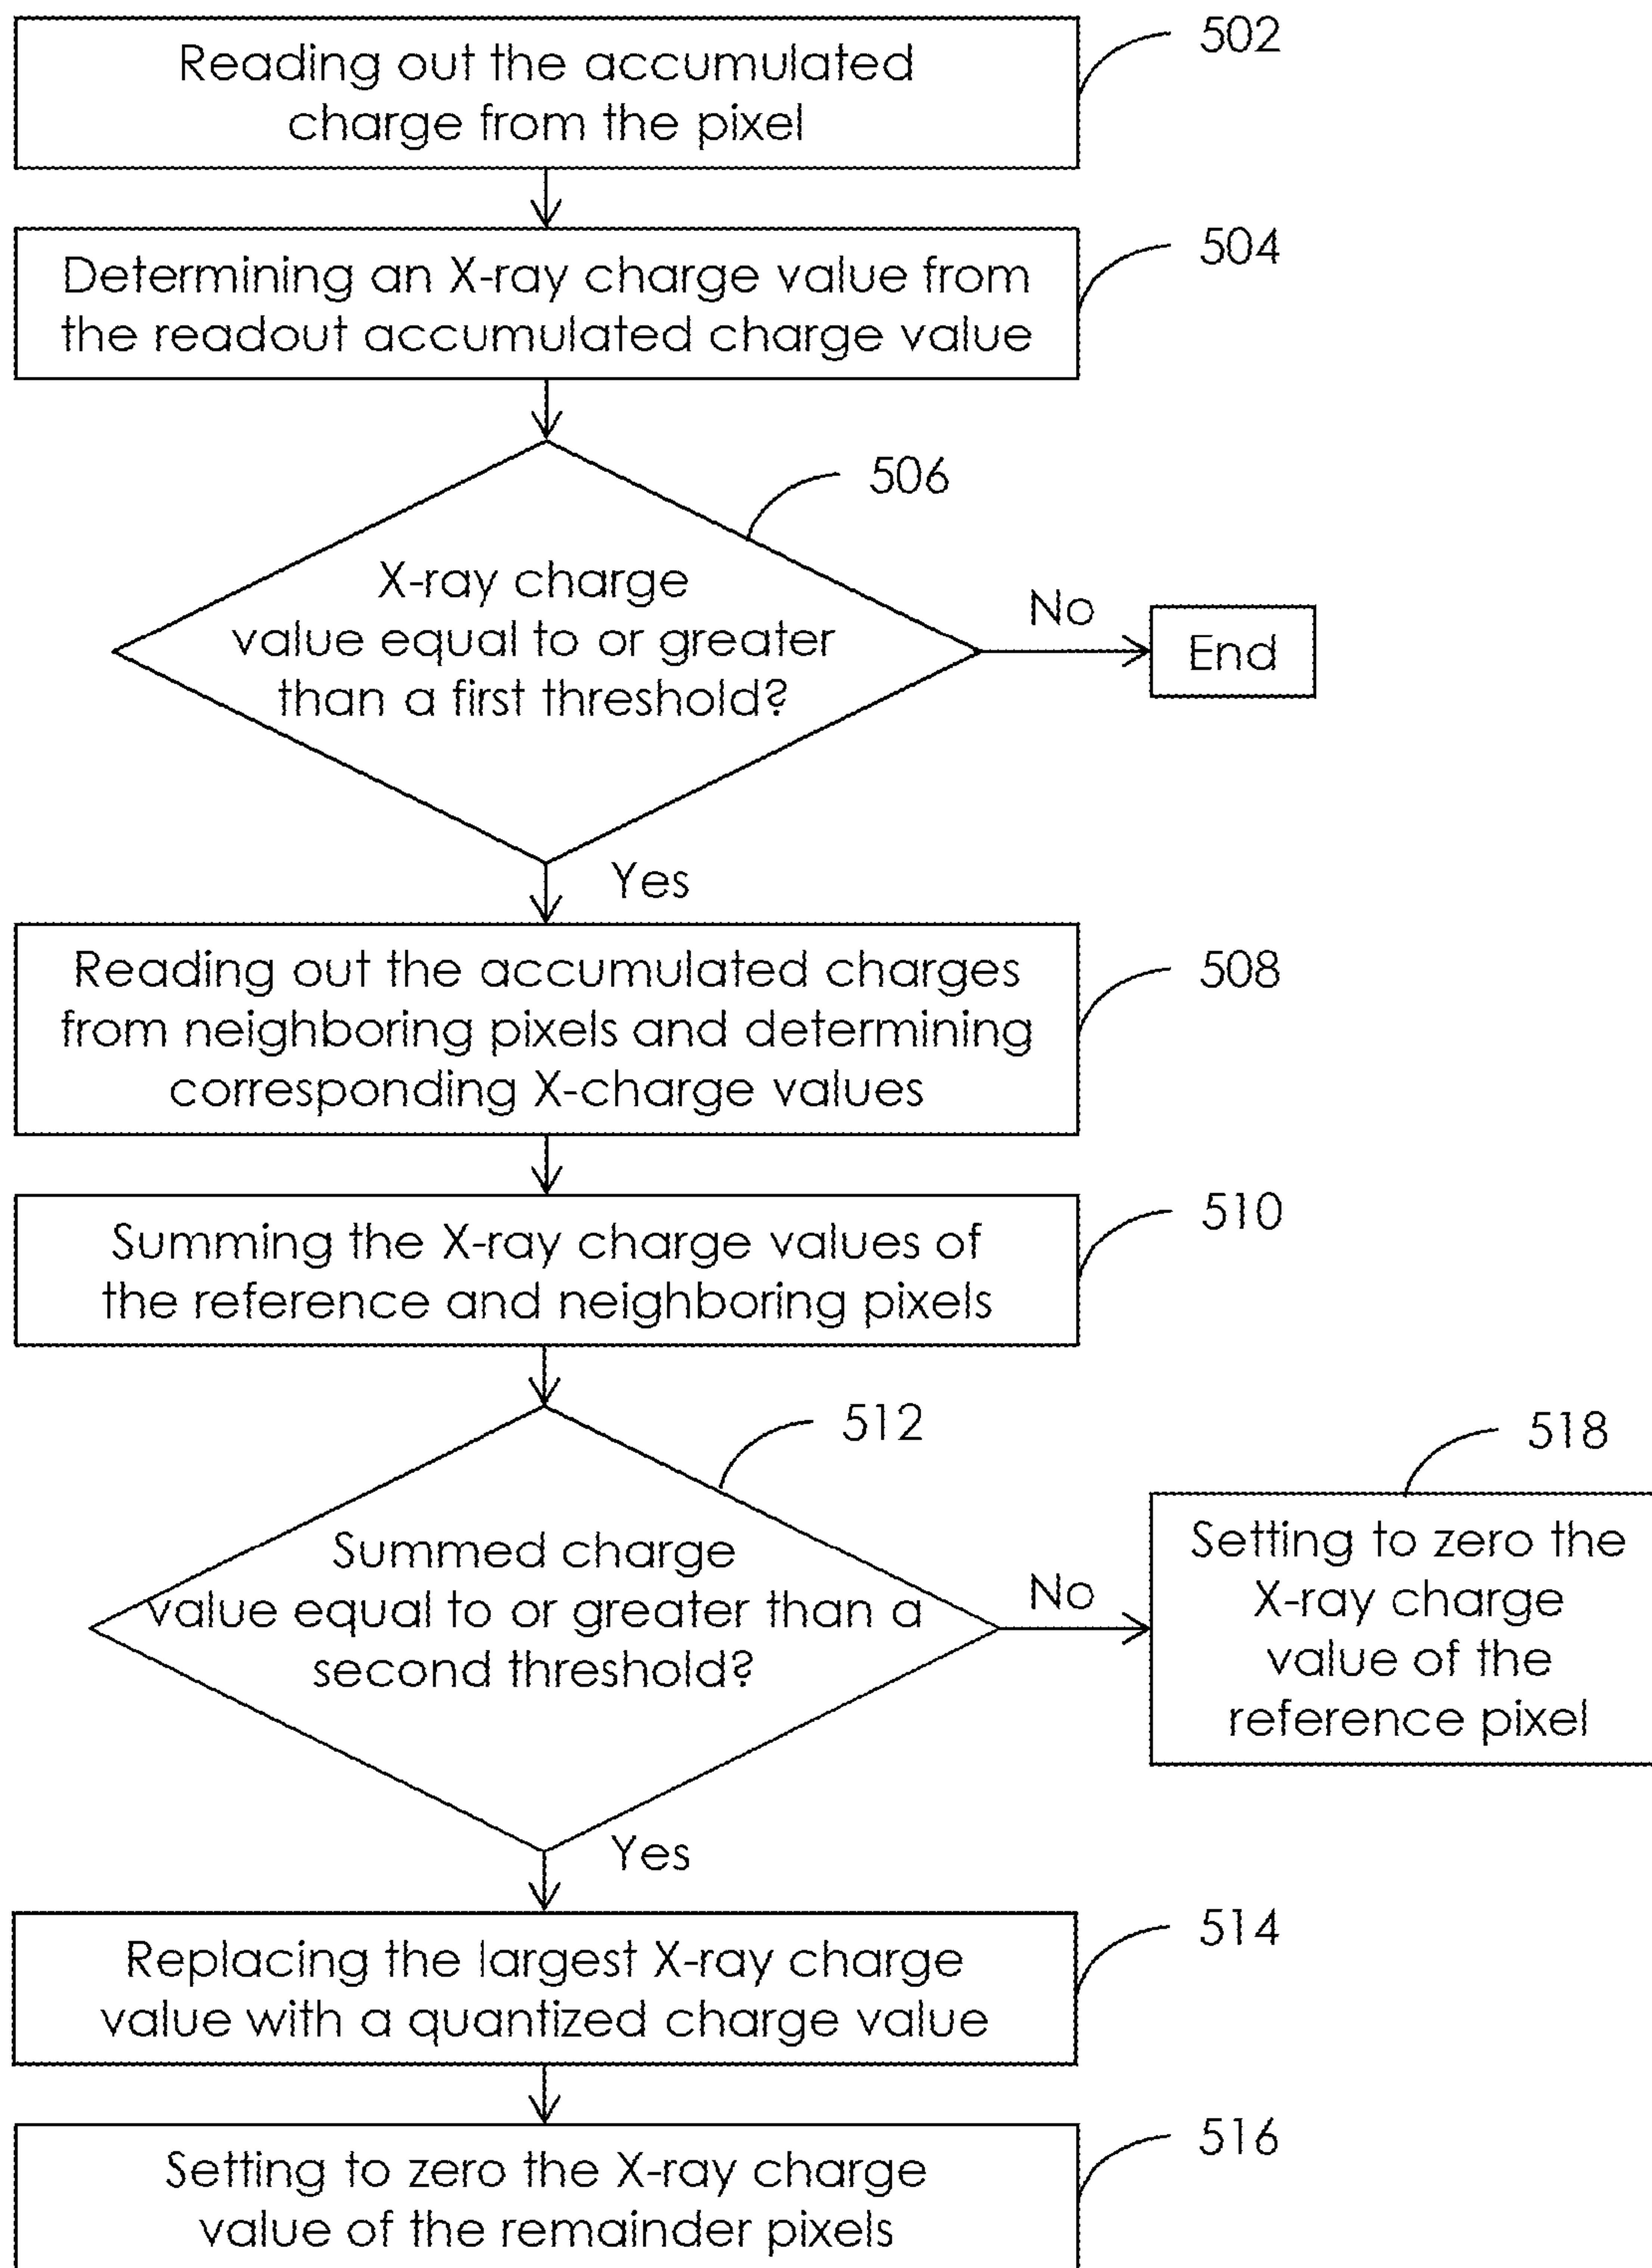 502
Reading out the accumulated
charge from the pixel
504
Determining an X-ray charge value from
the readout accumulated charge value
506
X-ray charge
value equal to or greater
than a first threshold?
No
End
Yes
508
Reading out the accumulated charges
from neighboring pixels and determining
corresponding X-charge values
510
Summing the X-ray charge values of
the reference and neighboring pixels
512
Summed charge
value equal to or greater than a
second threshold?
No
518
Setting to zero the
X-ray charge
value of the
reference pixel
Yes
514
Replacing the largest X-ray charge
value with a quantized charge value
516
Setting to zero the X-ray charge
value of the remainder pixels